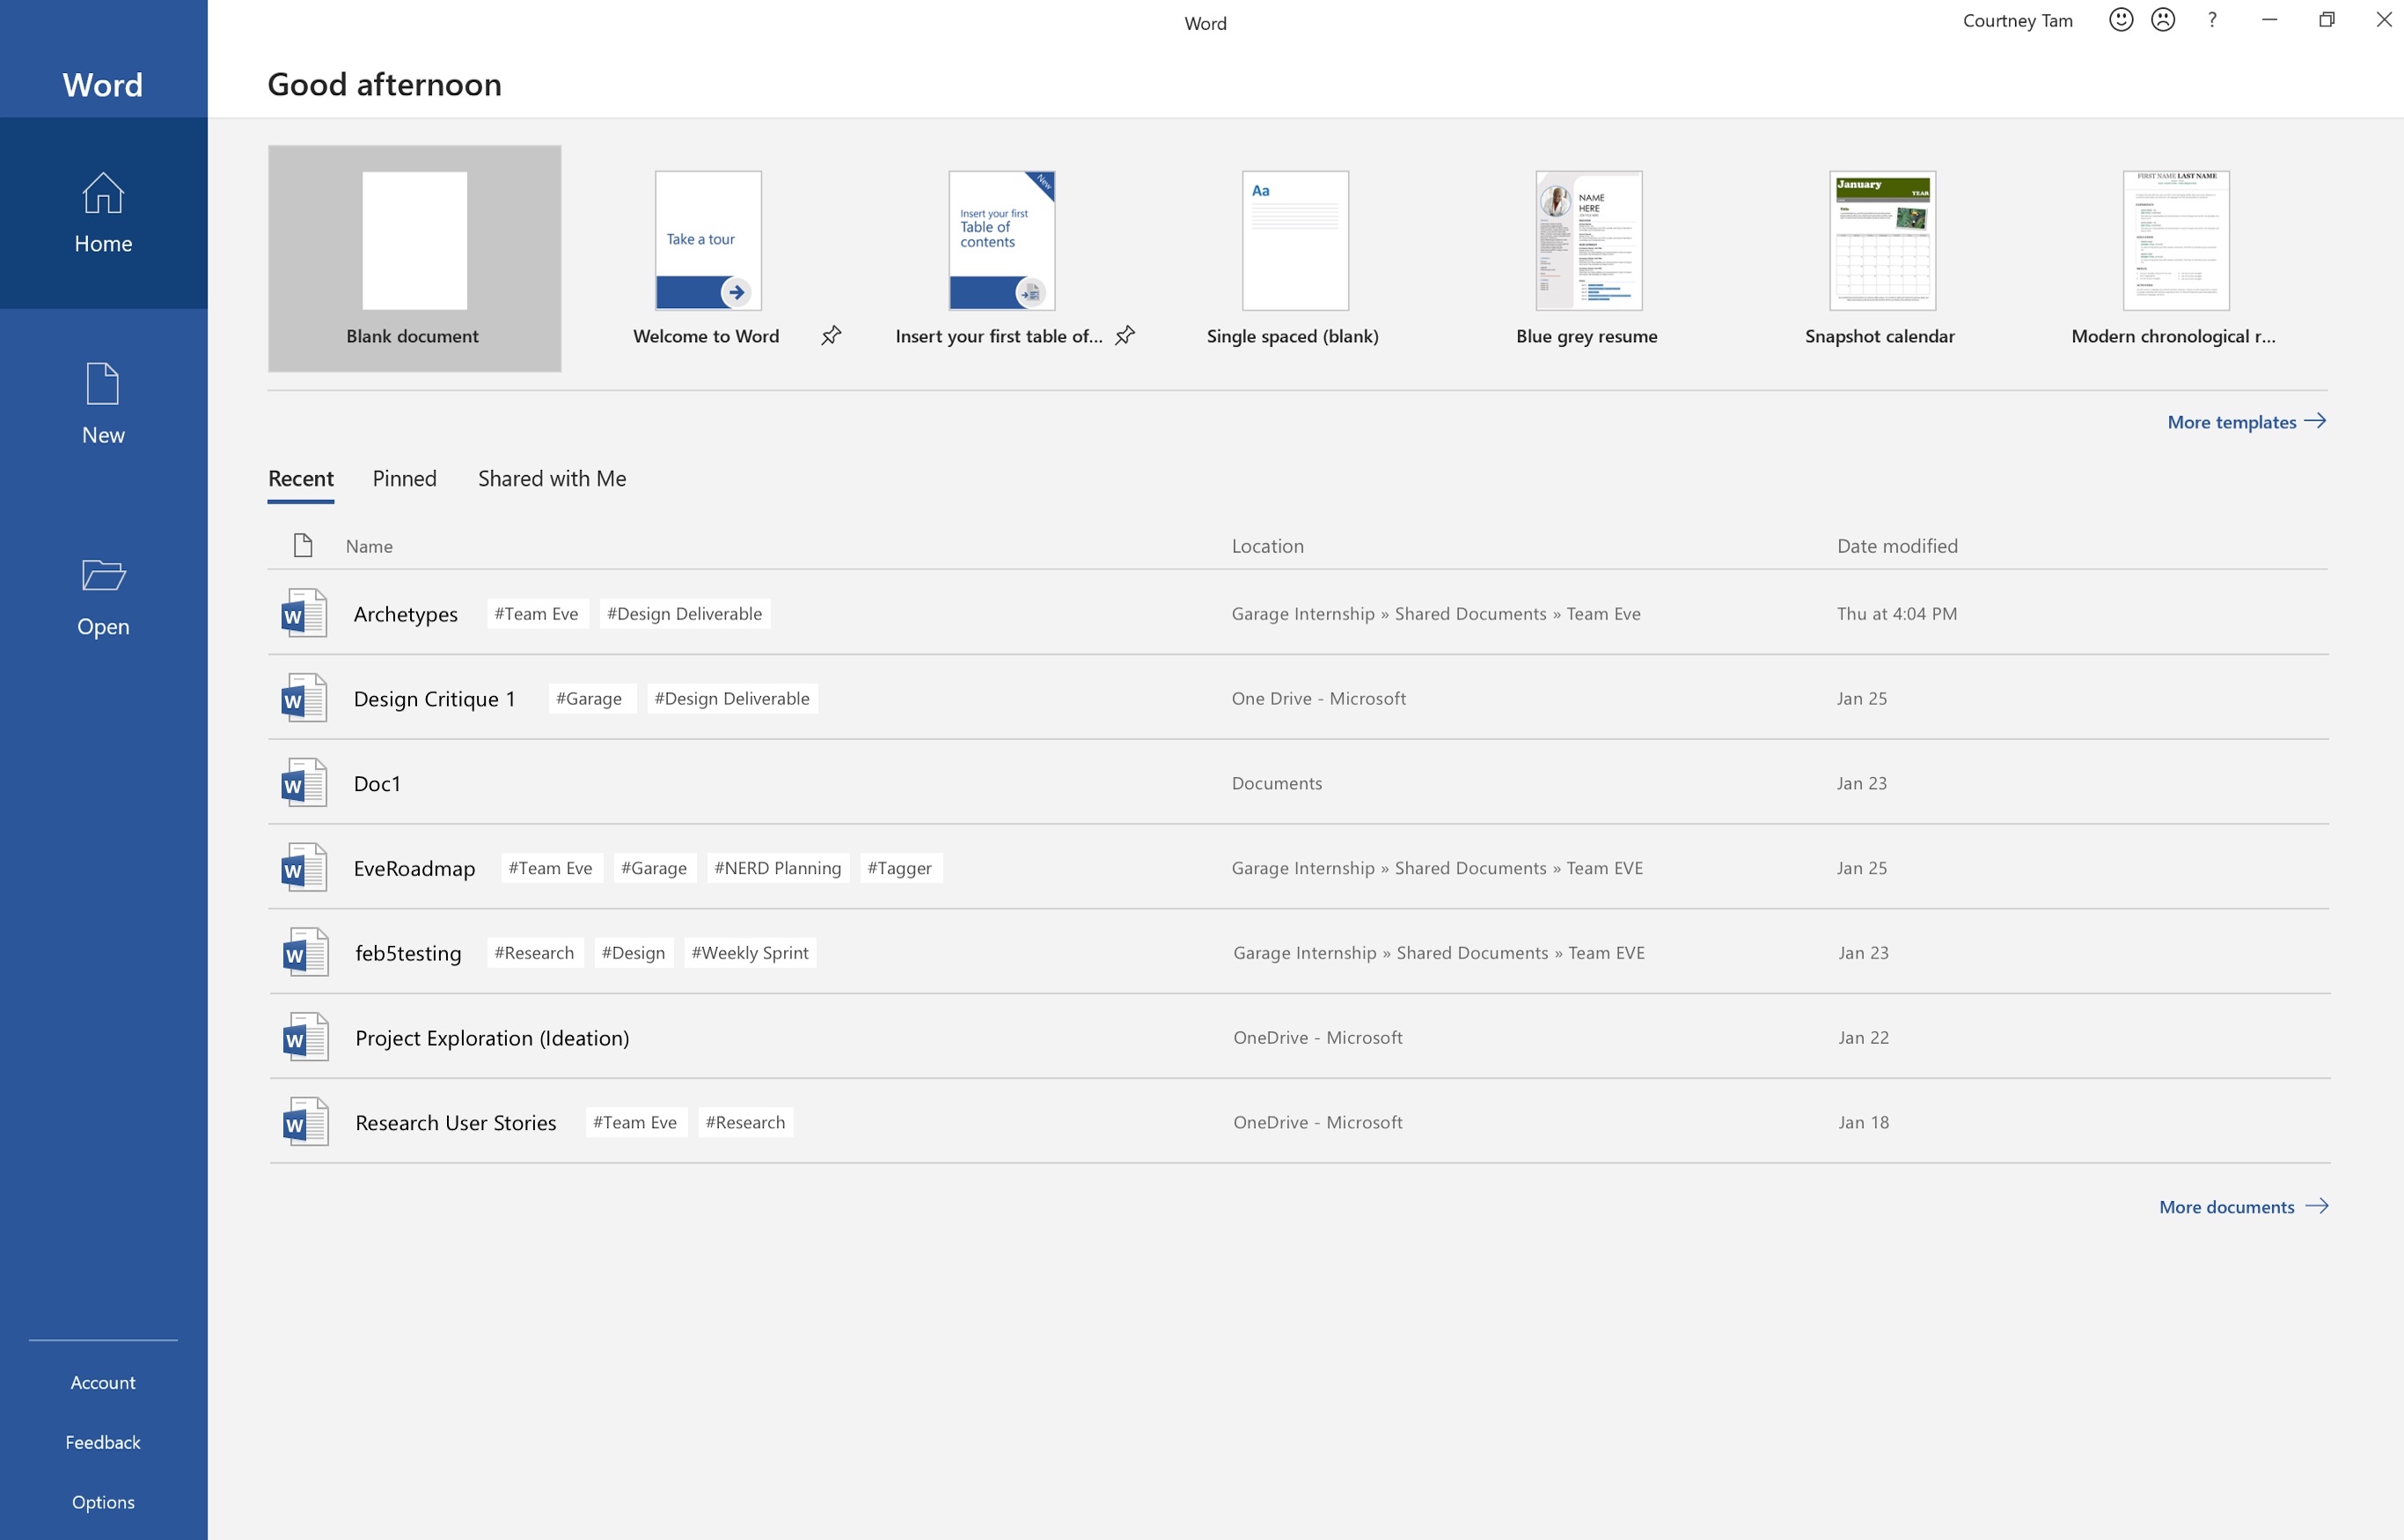 Word
Courtney Tam
?
Word
Good afternoon
Home
New
Open
Account
Feedback
Options
Blank document
Take a tour
Welcome to Word
New
Insert your first
Table of
contents
Insert your first table of...
Aa
Single spaced (blank)
NAME
HERE
Blue grey resume
January
YEAR
Snapshot calendar
FIRST NAME LAST NAME
Modern chronological r...
More templates
Recent Pinned Shared with Me
Name Location Date modified
W Archetypes #Team Eve #Design Deliverable Garage Internship » Shared Documents » Team Eve Thu at 4:04 PM
W Design Critique 1 #Garage #Design Deliverable One Drive - Microsoft Jan 25
W Doc1 Documents Jan 23
W EveRoadmap #Team Eve #Garage #NERD Planning #Tagger Garage Internship » Shared Documents » Team EVE Jan 25
W feb5testing #Research #Design #Weekly Sprint Garage Internship » Shared Documents » Team EVE Jan 23
W Project Exploration (Ideation) OneDrive - Microsoft Jan 22
W Research User Stories #Team Eve #Research OneDrive - Microsoft Jan 18
More documents